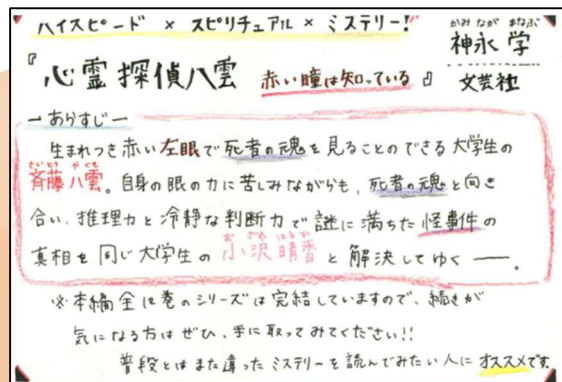 ハイスピード × スピリチュアル × ミステリー!
かみ なが まなぶ
神永 学
『心霊探偵八雲 赤い瞳は知っている』
文芸社
ーあらすじー
生まれつき赤い左眼で死者の魂を見ることのできる大学生の
さいとう やくも
斉藤 八雲。自身の眼の力に苦しみながらも、死者の魂と向き
合い、推理力と冷静な判断力で謎に満ちた怪事件の
お ざわ はる か
真相を同じ大学生の 小沢 晴香 と解決してゆく ──。
※本編全12巻のシリーズは完結していますので、続きが
気になる方はぜひ、手に取ってみてください!!
普段とはまた違ったミステリーを読んでみたい人にオススメです。